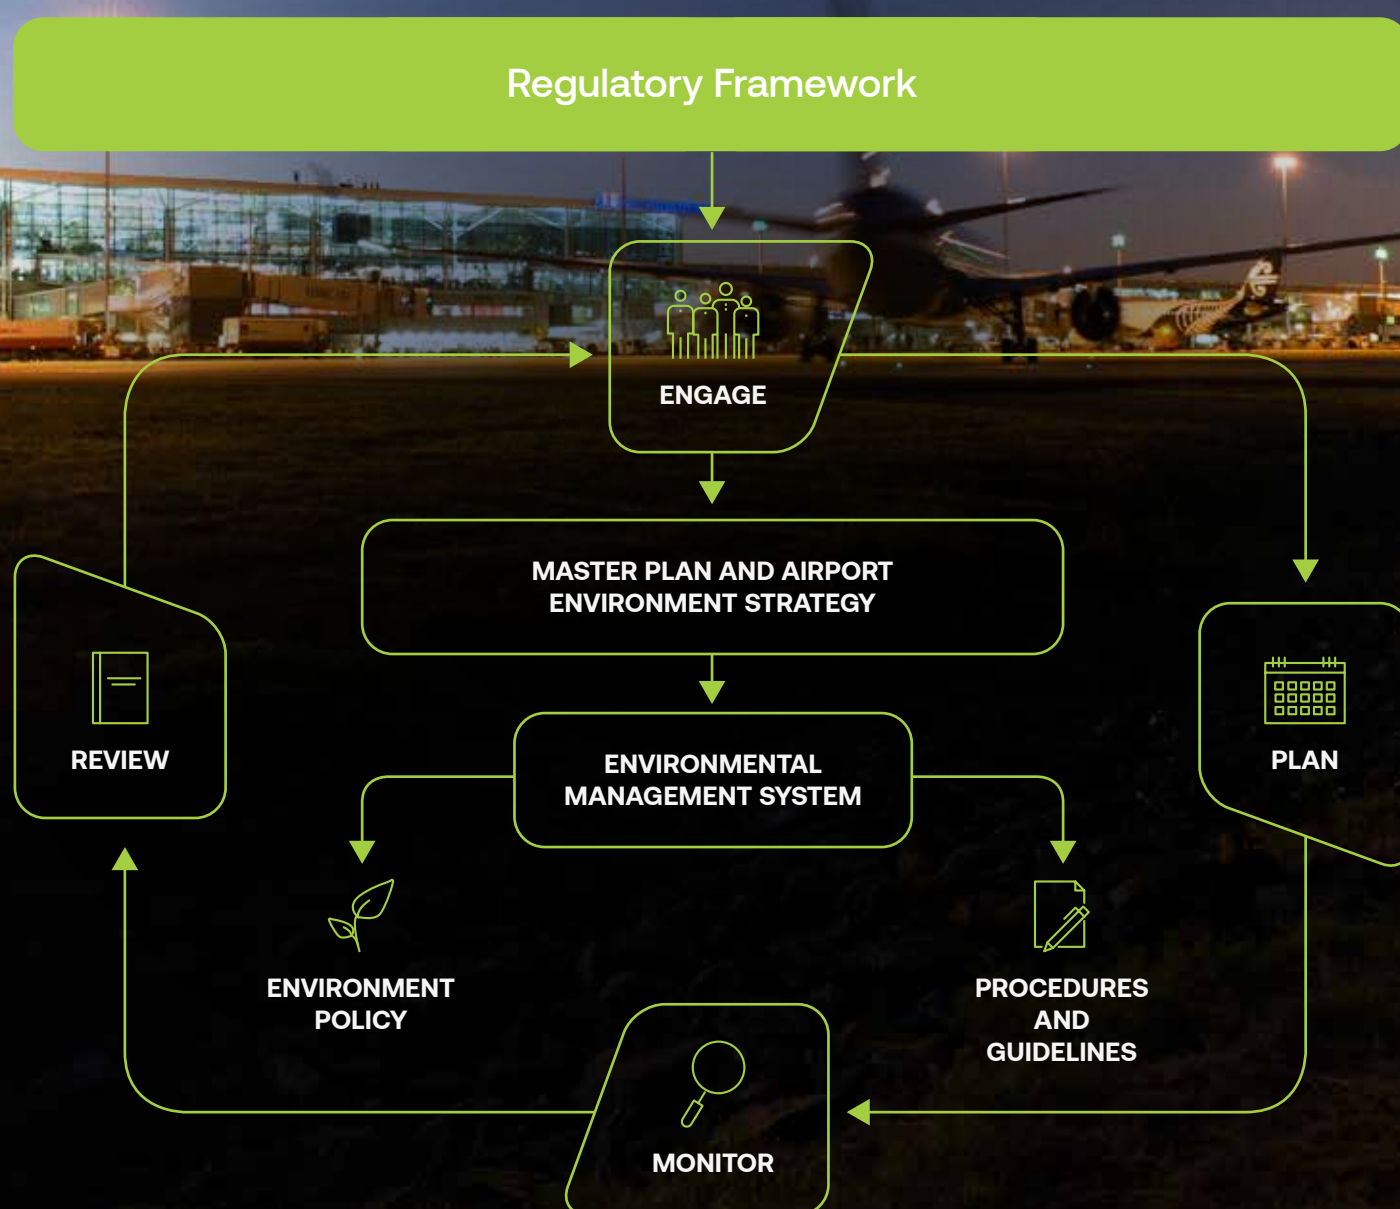 Regulatory Framework
ENGAGE
MASTER PLAN AND AIRPORT
ENVIRONMENT STRATEGY
REVIEW
PLAN
ENVIRONMENTAL
MANAGEMENT SYSTEM
ENVIRONMENT
POLICY
PROCEDURES
AND
GUIDELINES
MONITOR